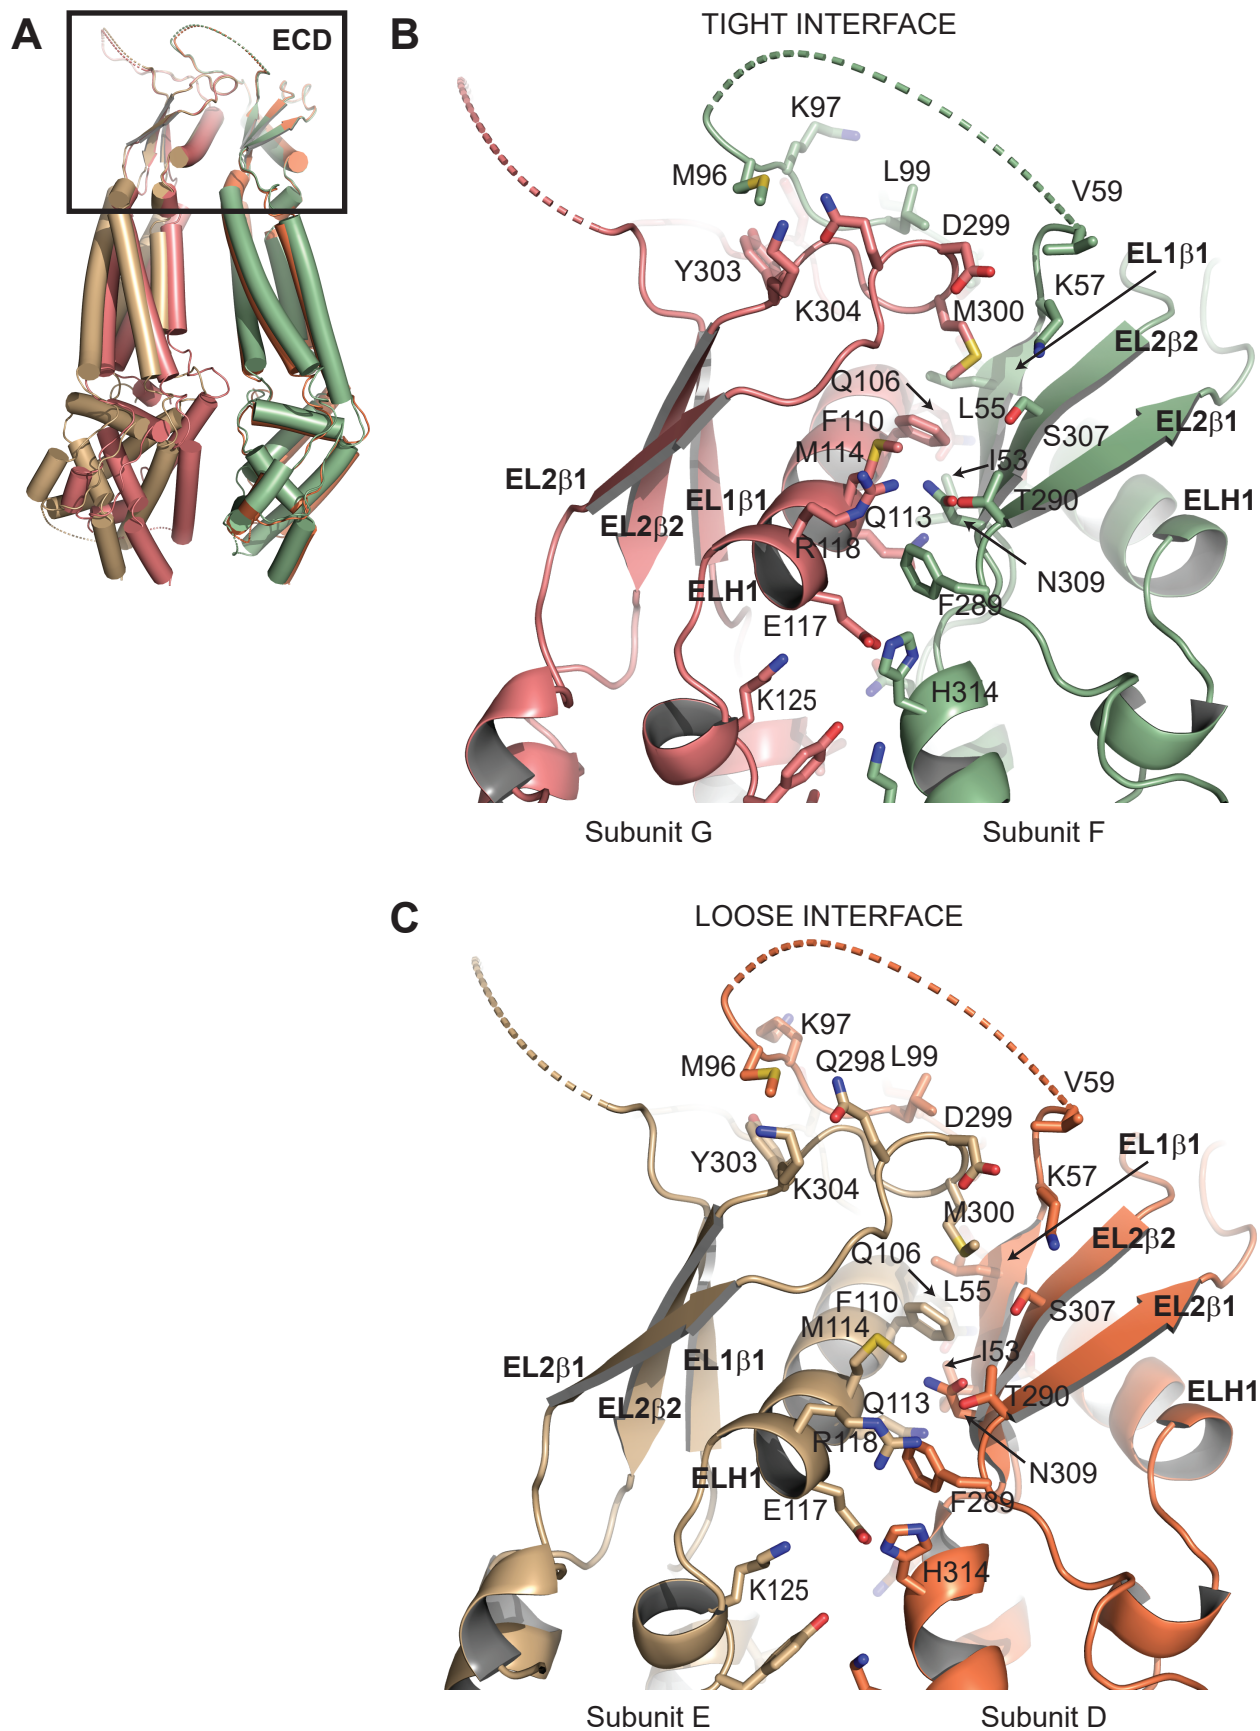 A
ECD
B
TIGHT INTERFACE
K97
M96
L99
V59
D299
EL1β1
Y303
K57
K304
M300
EL2β2
Q106
L55
F110
S307
EL2β1
M114
I53
EL2β1
EL1β1
T290
ELH1
EL2β2
Q113
R118
N309
ELH1
F289
E117
H314
K125
Subunit G
Subunit F
C
LOOSE INTERFACE
K97
Q298
L99
M96
V59
D299
EL1β1
Y303
K57
K304
M300
EL2β2
Q106
L55
F110
S307
EL2β1
M114
I53
EL2β1
EL1β1
T290
ELH1
EL2β2
Q113
R118
N309
ELH1
F289
E117
H314
K125
Subunit E
Subunit D